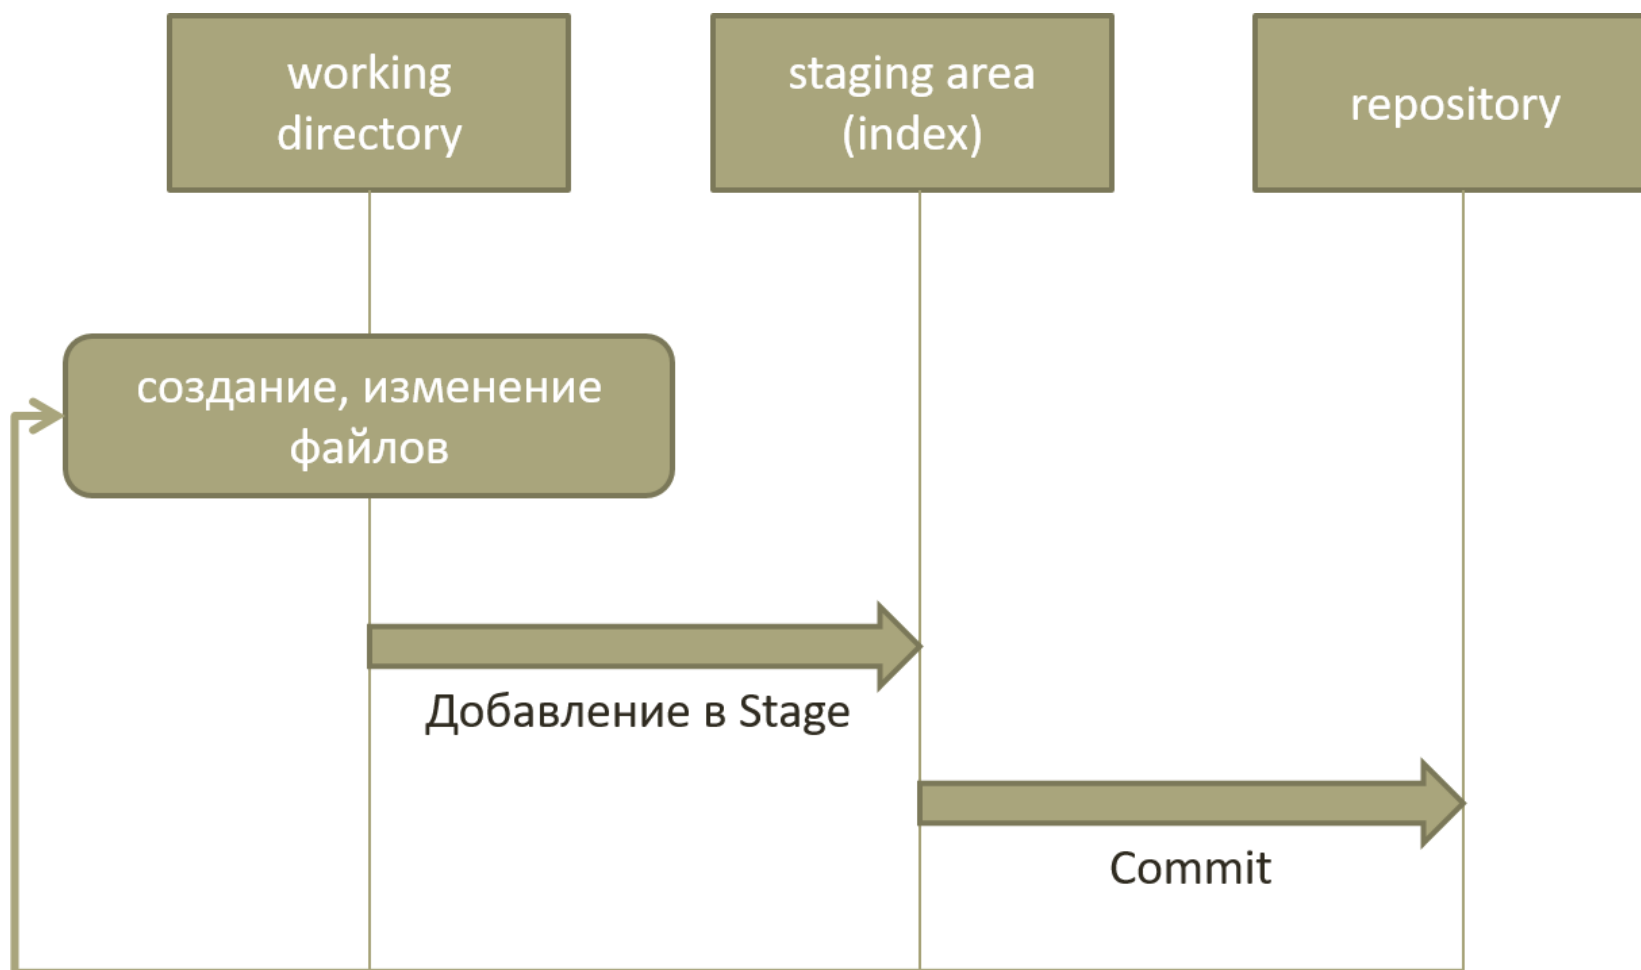 working
directory
staging area
(index)
repository
создание, изменение
файлов
Добавление в Stage
Commit